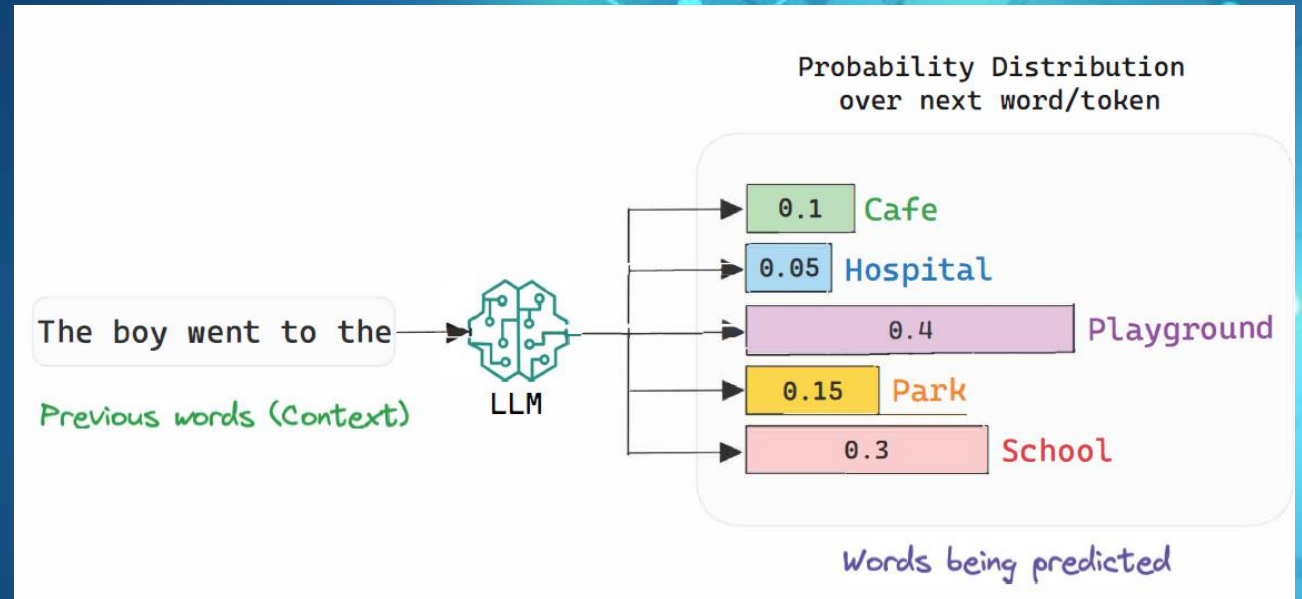 Probability Distribution
over next word/token
0.1 Cafe
0.05 Hospital
The boy went to the
0.4 Playground
LLM
0.15 Park
Previous words (Context)
0.3 School
Words being predicted